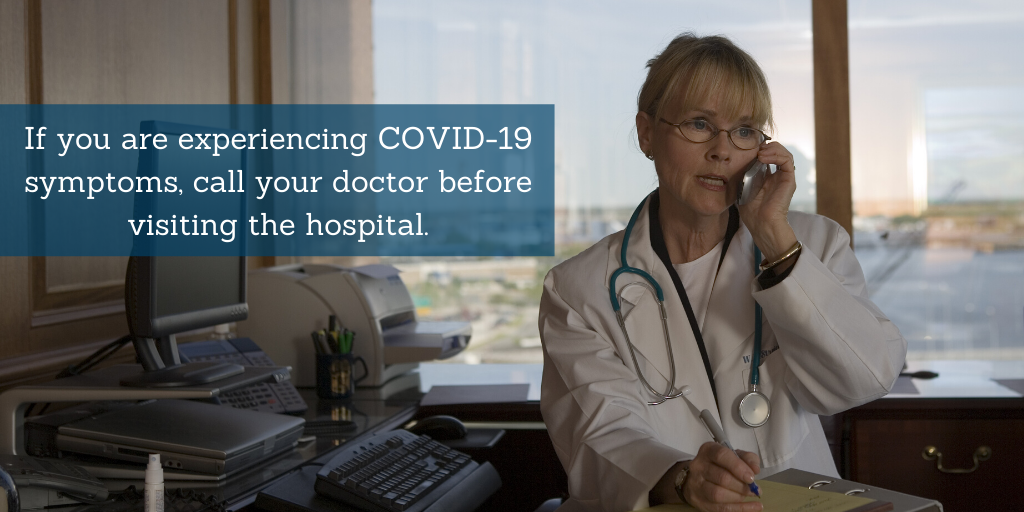 If you are experiencing COVID-19
symptoms, call your doctor before
visiting the hospital.